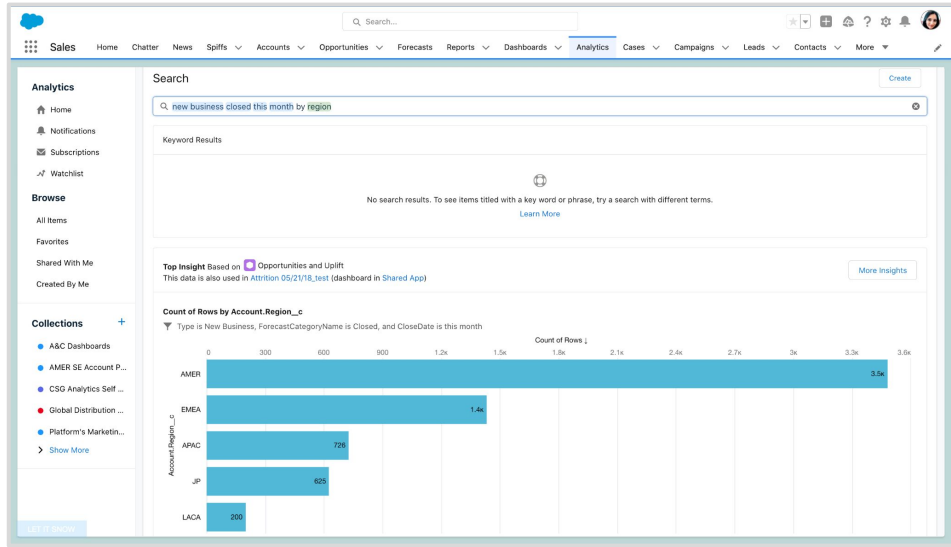 Search...
Sales Home Chatter News Spiffs Accounts Opportunities Forecasts Reports Dashboards Analytics Cases Campaigns Leads Contacts More
Analytics
Home
Notifications
Subscriptions
Watchlist
Browse
All Items
Favorites
Shared With Me
Created By Me
Collections +
A&C Dashboards
AMER SE Account P...
CSG Analytics Self ...
Global Distribution ...
Platform's Marketin...
Show More
LET IT SNOW
Search
Create
new business closed this month by region
Keyword Results
No search results. To see items titled with a key word or phrase, try a search with different terms.
Learn More
Top Insight Based on Opportunities and Uplift
This data is also used in Attrition 05/21/18_test (dashboard in Shared App)
More Insights
Count of Rows by Account.Region__c
Type is New Business, ForecastCategoryName is Closed, and CloseDate is this month
Count of Rows ↓
0 300 600 900 1.2K 1.5K 1.8K 2.1K 2.4K 2.7K 3K 3.3K 3.6K
Account.Region__c
AMER 3.5K
EMEA 1.4K
APAC 726
JP 625
LACA 200